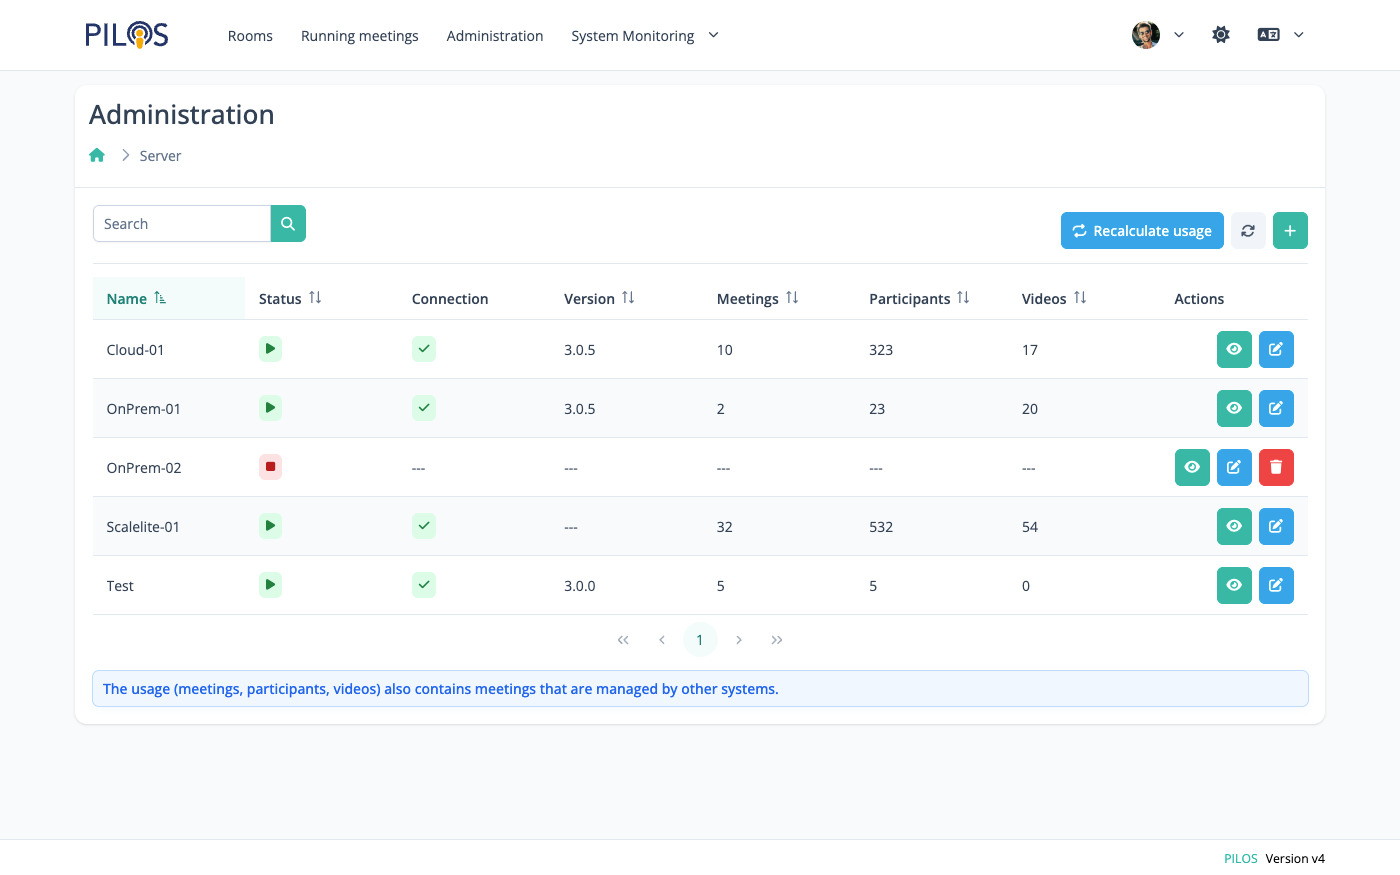 PILOS Rooms Running meetings Administration System Monitoring
Administration
Server
Search Recalculate usage
Name Status Connection Version Meetings Participants Videos Actions
Cloud-01 3.0.5 10 323 17
OnPrem-01 3.0.5 2 23 20
OnPrem-02 --- --- --- --- ---
Scalelite-01 --- 32 532 54
Test 3.0.0 5 5 0
1
The usage (meetings, participants, videos) also contains meetings that are managed by other systems.
PILOS Version v4